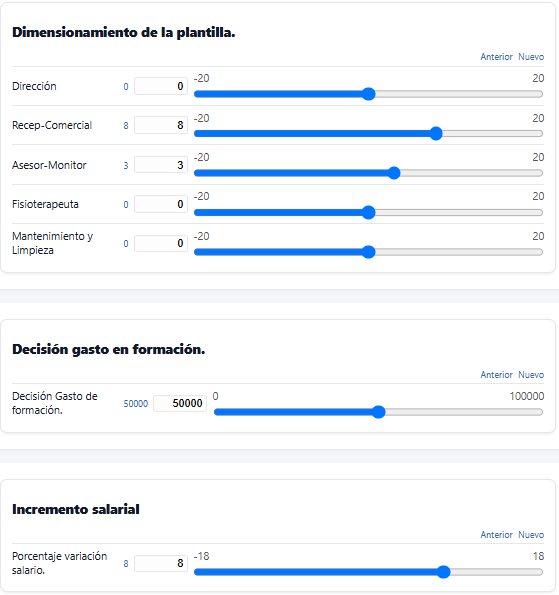 Dimensionamiento de la plantilla.
Anterior Nuevo
Dirección 0 0 -20 20
Recep-Comercial 8 8 -20 20
Asesor-Monitor 3 3 -20 20
Fisioterapeuta 0 0 -20 20
Mantenimiento y
Limpieza 0 0 -20 20
Decisión gasto en formación.
Anterior Nuevo
Decisión Gasto de
formación. 50000 50000 0 100000
Incremento salarial
Anterior Nuevo
Porcentaje variación
salario. 8 8 -18 18